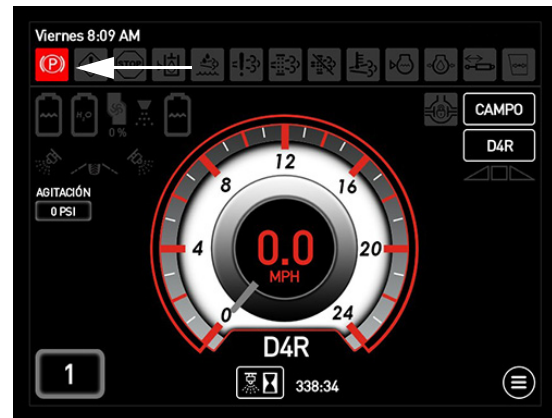 Viernes 8:09 AM
(P) ! STOP
H₂O
0 %
CAMPO
D4R
AGITACIÓN
0 PSI
0 4 8 12 16 20 24
0.0
MPH
D4R
1
338:34